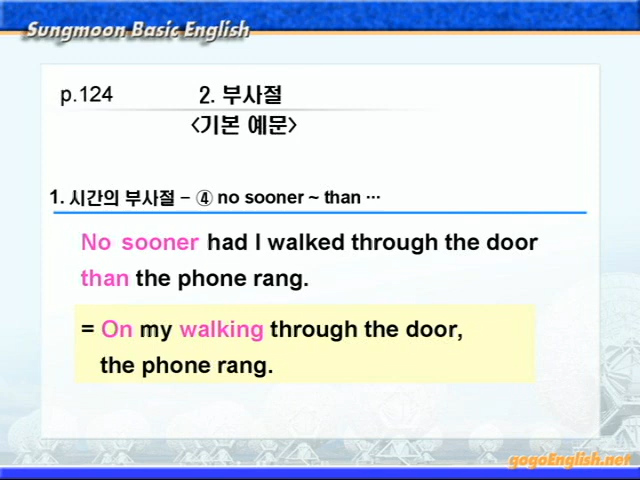 Sungmoon Basic English
p.124
2. 부사절
<기본 예문>
1. 시간의 부사절 – ④ no sooner ~ than …
No sooner had I walked through the door
than the phone rang.
= On my walking through the door,
the phone rang.
gogoEnglish.net